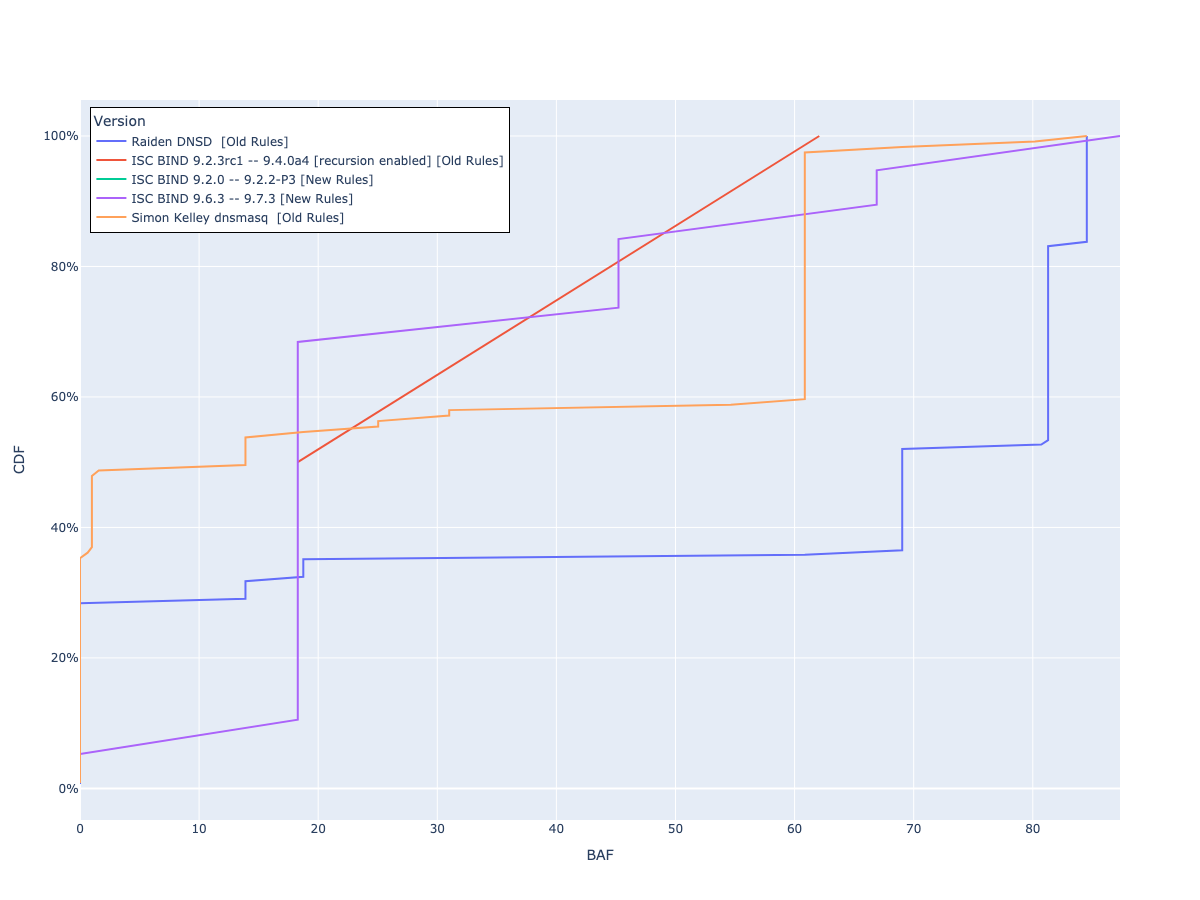 Version
Raiden DNSD  [Old Rules]
ISC BIND 9.2.3rc1 -- 9.4.0a4 [recursion enabled] [Old Rules]
ISC BIND 9.2.0 -- 9.2.2-P3 [New Rules]
ISC BIND 9.6.3 -- 9.7.3 [New Rules]
Simon Kelley dnsmasq  [Old Rules]
100%
80%
60%
40%
20%
0%
CDF
0 10 20 30 40 50 60 70 80
BAF